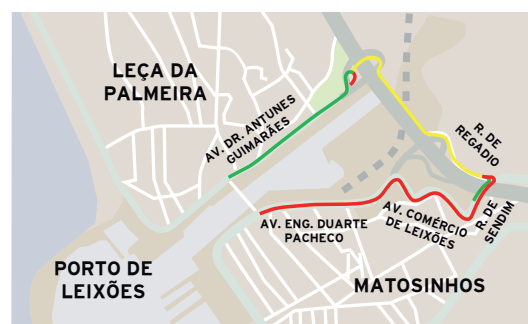 LEÇA DA
PALMEIRA
AV. DR. ANTUNES
GUIMARÃES
R. DE
REGADIO
AV. ENG. DUARTE
PACHECO
AV. COMÉRCIO
DE LEIXÕES
R. DE
SENDIM
PORTO DE
LEIXÕES
MATOSINHOS